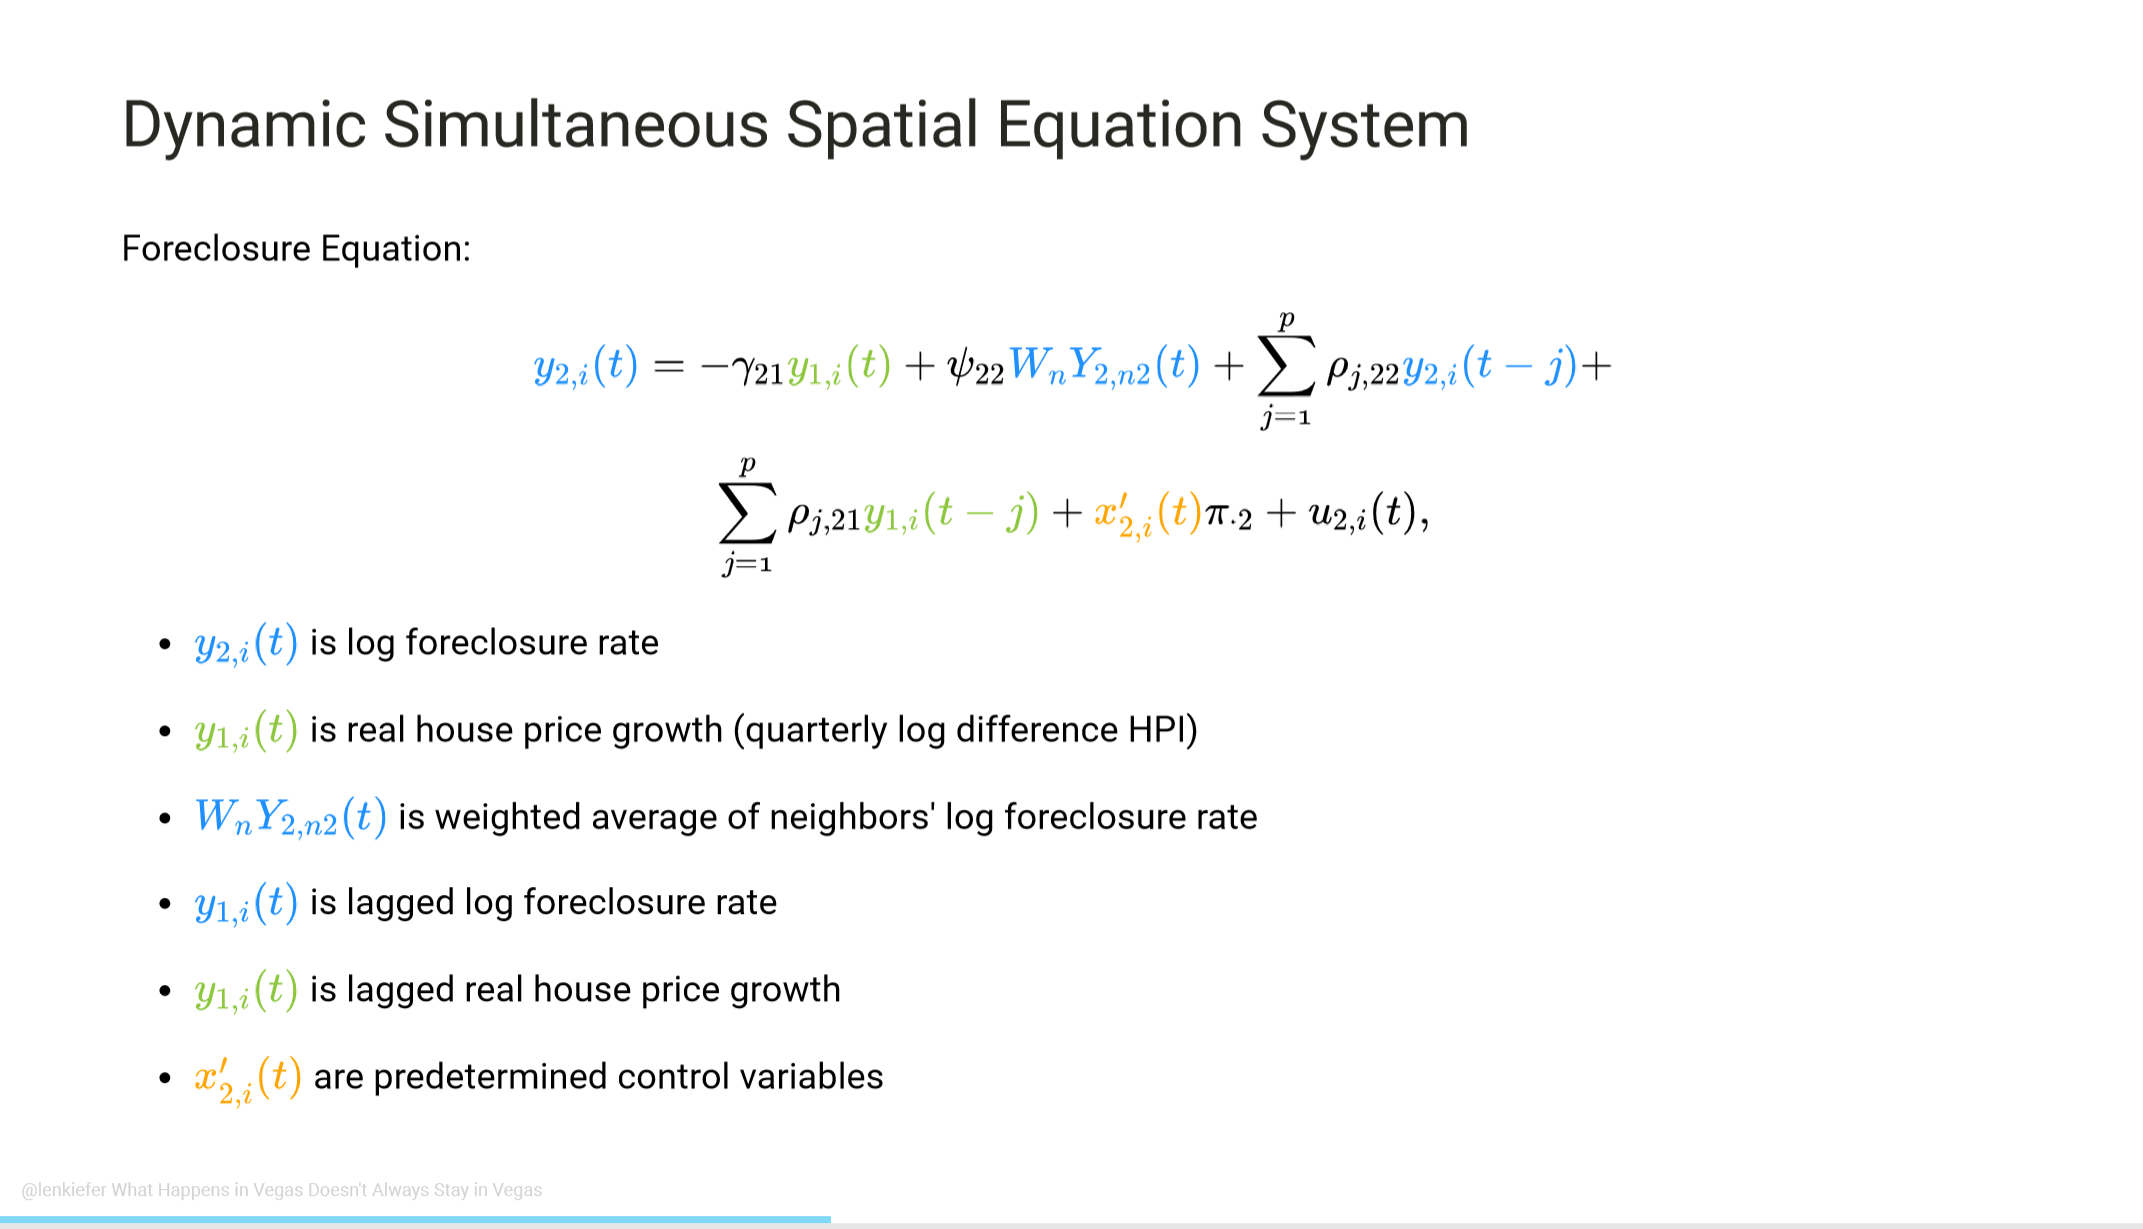 Dynamic Simultaneous Spatial Equation System
Foreclosure Equation:
$y_{2,i}(t) = -\gamma_{21}y_{1,i}(t) + \psi_{22}W_nY_{2,n2}(t) + \sum_{j=1}^{p} \rho_{j,22}y_{2,i}(t-j)+$
$\sum_{j=1}^{p} \rho_{j,21}y_{1,i}(t-j) + x'_{2,i}(t)\pi_{\cdot 2} + u_{2,i}(t),$
• $y_{2,i}(t)$ is log foreclosure rate
• $y_{1,i}(t)$ is real house price growth (quarterly log difference HPI)
• $W_nY_{2,n2}(t)$ is weighted average of neighbors' log foreclosure rate
• $y_{1,i}(t)$ is lagged log foreclosure rate
• $y_{1,i}(t)$ is lagged real house price growth
• $x'_{2,i}(t)$ are predetermined control variables
@lenkiefer What Happens in Vegas Doesn't Always Stay in Vegas